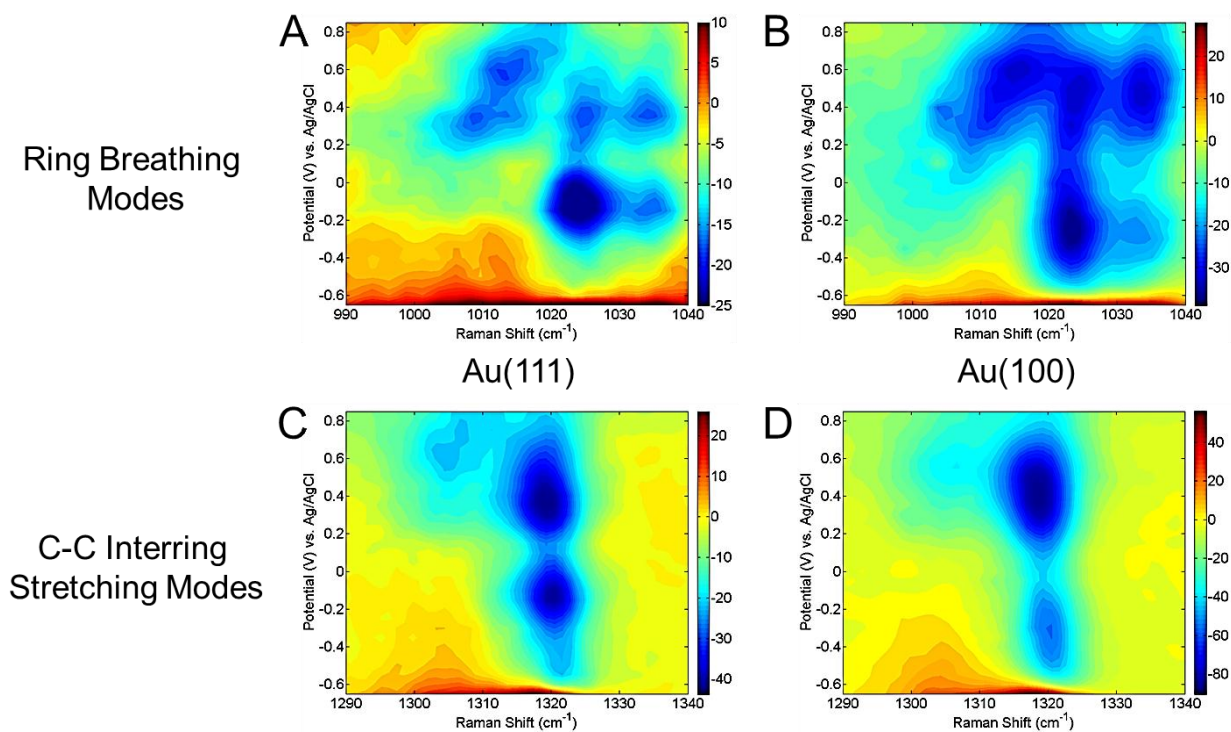 A
B
Ring Breathing
Modes
Potential (V) vs. Ag/AgCl
0.8
0.6
0.4
0.2
0
-0.2
-0.4
-0.6
990 1000 1010 1020 1030 1040
Raman Shift (cm⁻¹)
10
5
0
-5
-10
-15
-20
-25
Potential (V) vs. Ag/AgCl
0.8
0.6
0.4
0.2
0
-0.2
-0.4
-0.6
990 1000 1010 1020 1030 1040
Raman Shift (cm⁻¹)
20
10
0
-10
-20
-30
Au(111)
Au(100)
C
D
C-C Interring
Stretching Modes
Potential (V) vs. Ag/AgCl
0.8
0.6
0.4
0.2
0
-0.2
-0.4
-0.6
1290 1300 1310 1320 1330 1340
Raman Shift (cm⁻¹)
20
10
0
-10
-20
-30
-40
Potential (V) vs. Ag/AgCl
0.8
0.6
0.4
0.2
0
-0.2
-0.4
-0.6
1290 1300 1310 1320 1330 1340
Raman Shift (cm⁻¹)
40
20
0
-20
-40
-60
-80